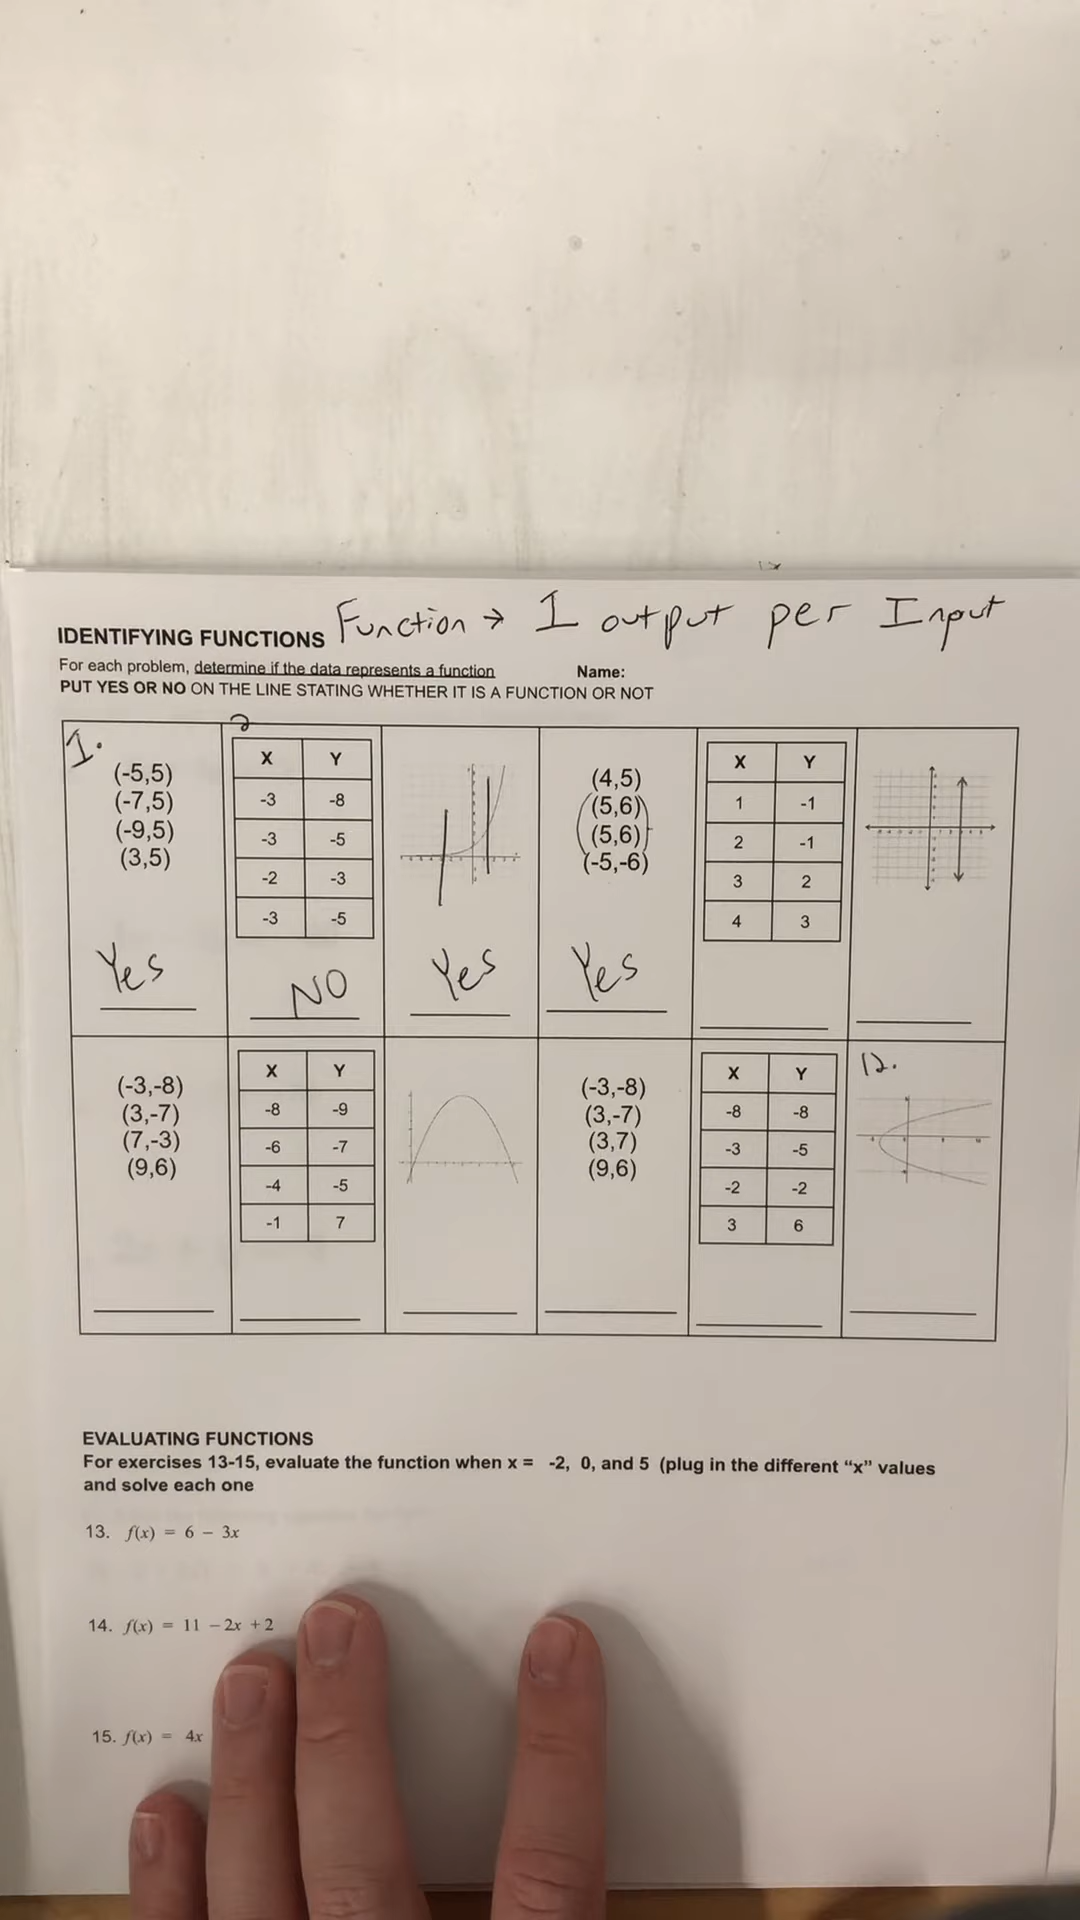 Function → 1 output per Input
IDENTIFYING FUNCTIONS
For each problem, determine if the data represents a function Name:
PUT YES OR NO ON THE LINE STATING WHETHER IT IS A FUNCTION OR NOT
1.
(-5,5)
(-7,5)
(-9,5)
(3,5)
Yes
2
X Y
-3 -8
-3 -5
-2 -3
-3 -5
NO
Yes
(4,5)
(5,6)
(5,6)
(-5,-6)
Yes
X Y
1 -1
2 -1
3 2
4 3
(-3,-8)
(3,-7)
(7,-3)
(9,6)
X Y
-8 -9
-6 -7
-4 -5
-1 7
(-3,-8)
(3,-7)
(3,7)
(9,6)
X Y
-8 -8
-3 -5
-2 -2
3 6
12.
EVALUATING FUNCTIONS
For exercises 13-15, evaluate the function when x = -2, 0, and 5 (plug in the different “x” values
and solve each one
13. f(x) = 6 – 3x
14. f(x) = 11 – 2x + 2
15. f(x) = 4x